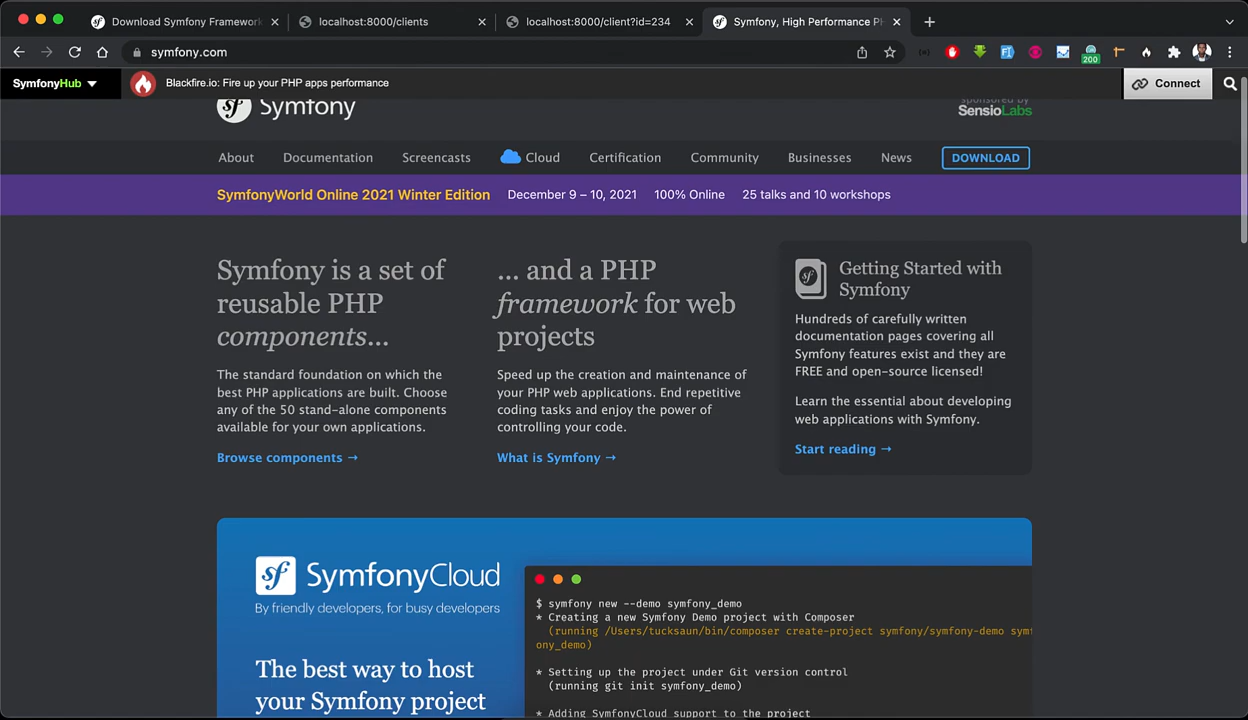 Download Symfony Framework
localhost:8000/clients
localhost:8000/client?id=234
Symfony, High Performance PH
symfony.com
200
SymfonyHub
Blackfire.io: Fire up your PHP apps performance
Connect
Symfony
sponsored by
SensioLabs
About
Documentation
Screencasts
Cloud
Certification
Community
Businesses
News
DOWNLOAD
SymfonyWorld Online 2021 Winter Edition
December 9 – 10, 2021
100% Online
25 talks and 10 workshops
Symfony is a set of
reusable PHP
components...
The standard foundation on which the
best PHP applications are built. Choose
any of the 50 stand-alone components
available for your own applications.
Browse components →
... and a PHP
framework for web
projects
Speed up the creation and maintenance of
your PHP web applications. End repetitive
coding tasks and enjoy the power of
controlling your code.
What is Symfony →
Getting Started with
Symfony
Hundreds of carefully written
documentation pages covering all
Symfony features exist and they are
FREE and open-source licensed!
Learn the essential about developing
web applications with Symfony.
Start reading →
SymfonyCloud
By friendly developers, for busy developers
The best way to host
your Symfony project
$ symfony new --demo symfony_demo
* Creating a new Symfony Demo project with Composer
(running /Users/tucksaun/bin/composer create-project symfony/symfony-demo symf
ony_demo)
* Setting up the project under Git version control
(running git init symfony_demo)
* Adding SymfonyCloud support to the project